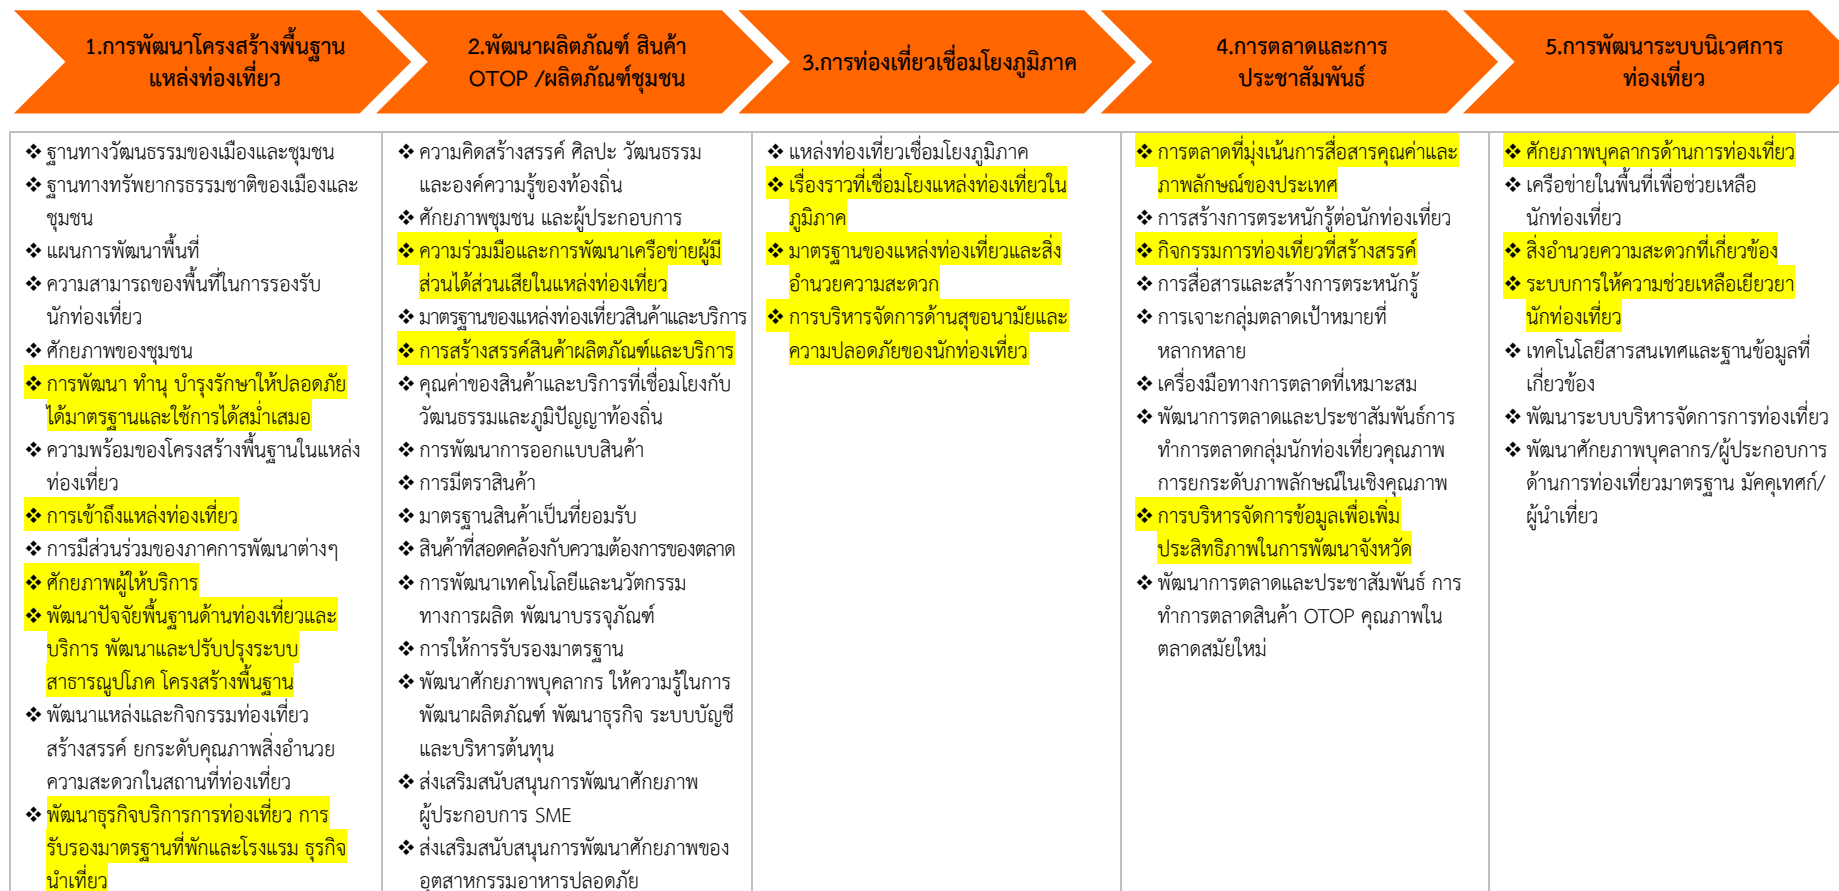 1.การพัฒนาโครงสร้างพื้นฐาน
แหล่งท่องเที่ยว
2.พัฒนาผลิตภัณฑ์ สินค้า
OTOP /ผลิตภัณฑ์ชุมชน
3.การท่องเที่ยวเชื่อมโยงภูมิภาค
4.การตลาดและการ
ประชาสัมพันธ์
5.การพัฒนาระบบนิเวศการ
ท่องเที่ยว
❖ ฐานทางวัฒนธรรมของเมืองและชุมชน
❖ ฐานทางทรัพยากรธรรมชาติของเมืองและ
ชุมชน
❖ แผนการพัฒนาพื้นที่
❖ ความสามารถของพื้นที่ในการรองรับ
นักท่องเที่ยว
❖ ศักยภาพของชุมชน
❖ การพัฒนา ทำนุ บำรุงรักษาให้ปลอดภัย
ได้มาตรฐานและใช้การได้สม่ำเสมอ
❖ ความพร้อมของโครงสร้างพื้นฐานในแหล่ง
ท่องเที่ยว
❖ การเข้าถึงแหล่งท่องเที่ยว
❖ การมีส่วนร่วมของภาคการพัฒนาต่างๆ
❖ ศักยภาพผู้ให้บริการ
❖ พัฒนาปัจจัยพื้นฐานด้านท่องเที่ยวและ
บริการ พัฒนาและปรับปรุงระบบ
สาธารณูปโภค โครงสร้างพื้นฐาน
❖ พัฒนาแหล่งและกิจกรรมท่องเที่ยว
สร้างสรรค์ ยกระดับคุณภาพสิ่งอำนวย
ความสะดวกในสถานที่ท่องเที่ยว
❖ พัฒนาธุรกิจบริการการท่องเที่ยว การ
รับรองมาตรฐานที่พักและโรงแรม ธุรกิจ
นำเที่ยว
❖ ความคิดสร้างสรรค์ ศิลปะ วัฒนธรรม
และองค์ความรู้ของท้องถิ่น
❖ ศักยภาพชุมชน และผู้ประกอบการ
❖ ความร่วมมือและการพัฒนาเครือข่ายผู้มี
ส่วนได้ส่วนเสียในแหล่งท่องเที่ยว
❖ มาตรฐานของแหล่งท่องเที่ยวสินค้าและบริการ
❖ การสร้างสรรค์สินค้าผลิตภัณฑ์และบริการ
❖ คุณค่าของสินค้าและบริการที่เชื่อมโยงกับ
วัฒนธรรมและภูมิปัญญาท้องถิ่น
❖ การพัฒนาการออกแบบสินค้า
❖ การมีตราสินค้า
❖ มาตรฐานสินค้าเป็นที่ยอมรับ
❖ สินค้าที่สอดคล้องกับความต้องการของตลาด
❖ การพัฒนาเทคโนโลยีและนวัตกรรม
ทางการผลิต พัฒนาบรรจุภัณฑ์
❖ การให้การรับรองมาตรฐาน
❖ พัฒนาศักยภาพบุคลากร ให้ความรู้ในการ
พัฒนาผลิตภัณฑ์ พัฒนาธุรกิจ ระบบบัญชี
และบริหารต้นทุน
❖ ส่งเสริมสนับสนุนการพัฒนาศักยภาพ
ผู้ประกอบการ SME
❖ ส่งเสริมสนับสนุนการพัฒนาศักยภาพของ
อุตสาหกรรมอาหารปลอดภัย
❖ แหล่งท่องเที่ยวเชื่อมโยงภูมิภาค
❖ เรื่องราวที่เชื่อมโยงแหล่งท่องเที่ยวใน
ภูมิภาค
❖ มาตรฐานของแหล่งท่องเที่ยวและสิ่ง
อำนวยความสะดวก
❖ การบริหารจัดการด้านสุขอนามัยและ
ความปลอดภัยของนักท่องเที่ยว
❖ การตลาดที่มุ่งเน้นการสื่อสารคุณค่าและ
ภาพลักษณ์ของประเทศ
❖ การสร้างการตระหนักรู้ต่อนักท่องเที่ยว
❖ กิจกรรมการท่องเที่ยวที่สร้างสรรค์
❖ การสื่อสารและสร้างการตระหนักรู้
❖ การเจาะกลุ่มตลาดเป้าหมายที่
หลากหลาย
❖ เครื่องมือทางการตลาดที่เหมาะสม
❖ พัฒนาการตลาดและประชาสัมพันธ์การ
ทำการตลาดกลุ่มนักท่องเที่ยวคุณภาพ
การยกระดับภาพลักษณ์ในเชิงคุณภาพ
❖ การบริหารจัดการข้อมูลเพื่อเพิ่ม
ประสิทธิภาพในการพัฒนาจังหวัด
❖ พัฒนาการตลาดและประชาสัมพันธ์ การ
ทำการตลาดสินค้า OTOP คุณภาพใน
ตลาดสมัยใหม่
❖ ศักยภาพบุคลากรด้านการท่องเที่ยว
❖ เครือข่ายในพื้นที่เพื่อช่วยเหลือ
นักท่องเที่ยว
❖ สิ่งอำนวยความสะดวกที่เกี่ยวข้อง
❖ ระบบการให้ความช่วยเหลือเยียวยา
นักท่องเที่ยว
❖ เทคโนโลยีสารสนเทศและฐานข้อมูลที่
เกี่ยวข้อง
❖ พัฒนาระบบบริหารจัดการการท่องเที่ยว
❖ พัฒนาศักยภาพบุคลากร/ผู้ประกอบการ
ด้านการท่องเที่ยวมาตรฐาน มัคคุเทศก์/
ผู้นำเที่ยว